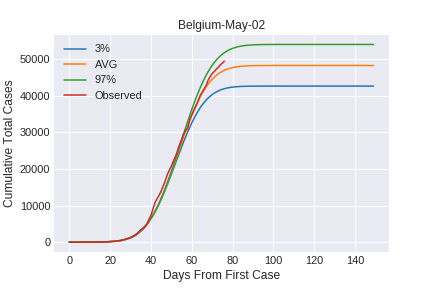 Belgium-May-02
3%
AVG
97%
Observed
Cumulative Total Cases
50000
40000
30000
20000
10000
0
0 20 40 60 80 100 120 140
Days From First Case